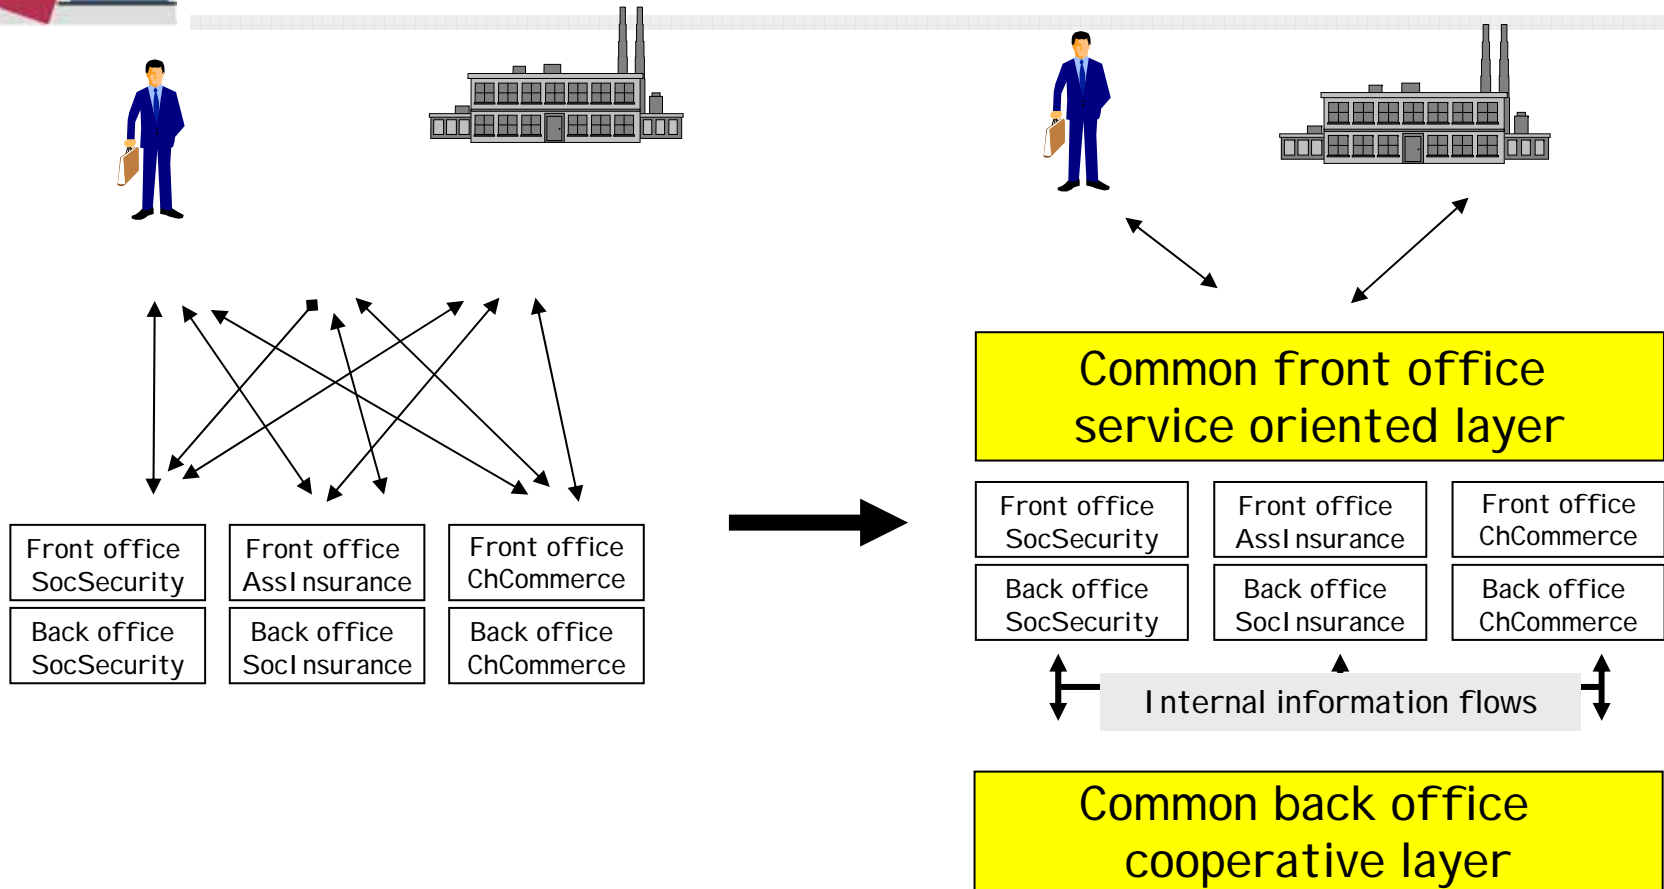 Front office
SocSecurity
Front office
AssInsurance
Front office
ChCommerce
Back office
SocSecurity
Back office
SocInsurance
Back office
ChCommerce
Common front office
service oriented layer
Front office
SocSecurity
Front office
AssInsurance
Front office
ChCommerce
Back office
SocSecurity
Back office
SocInsurance
Back office
ChCommerce
Internal information flows
Common back office
cooperative layer